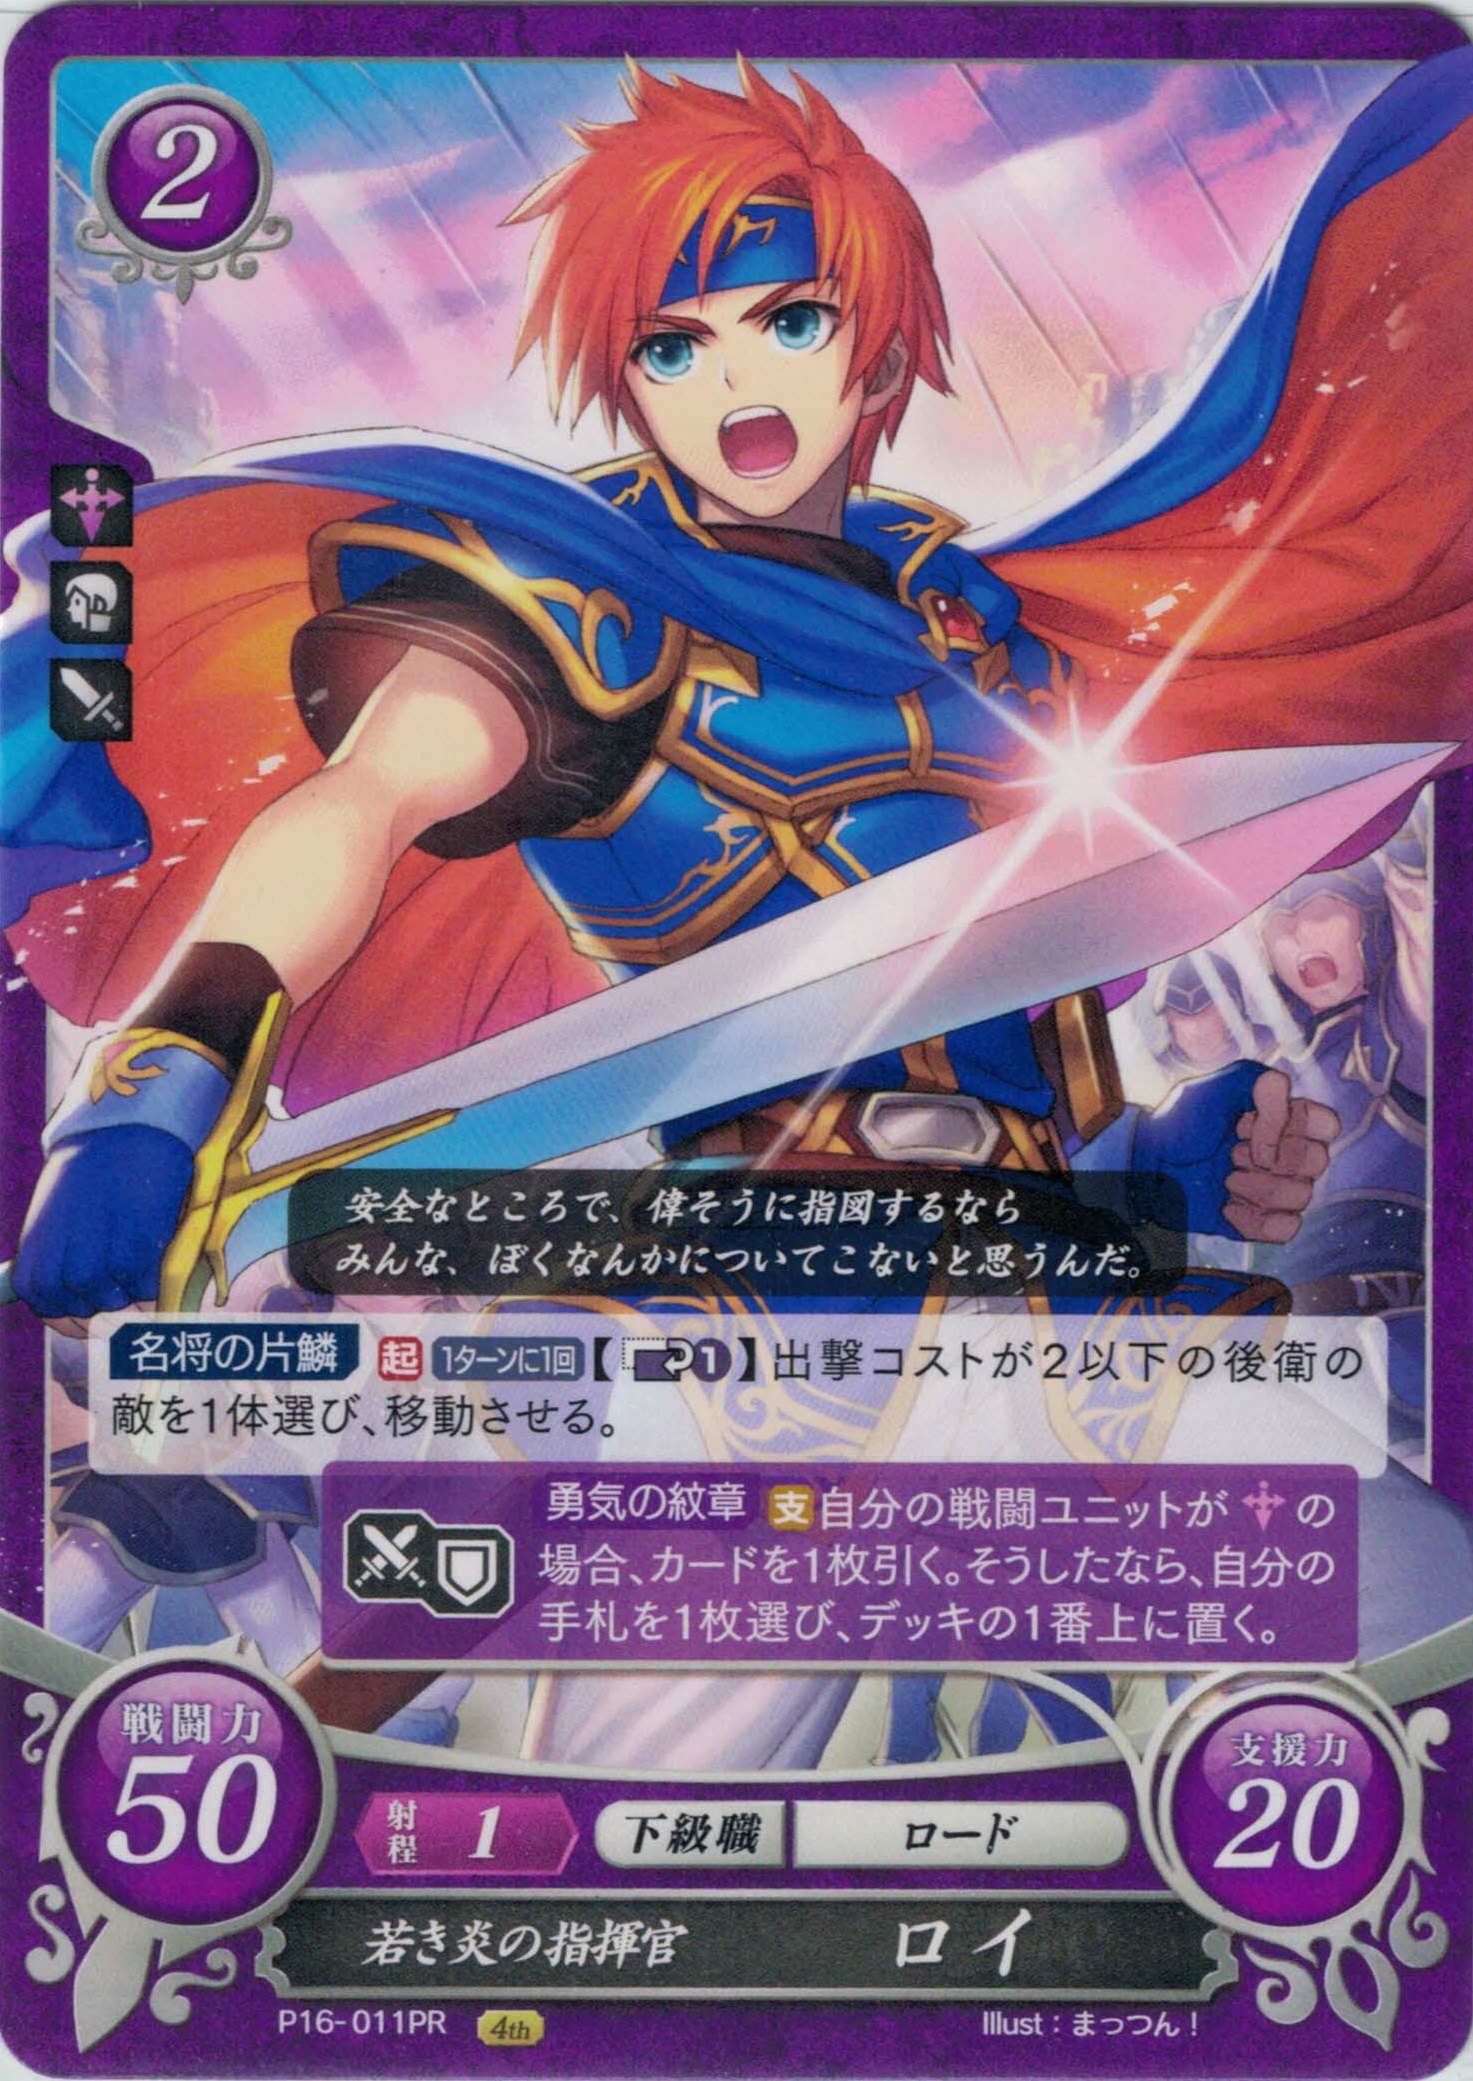 2
安全なところで、偉そうに指図するなら
みんな、ぼくなんかについてこないと思うんだ。
名将の片鱗 起 1ターンに1回【1】出撃コストが2以下の後衛の
敵を1体選び、移動させる。
勇気の紋章 支 自分の戦闘ユニットがの
場合、カードを1枚引く。そうしたなら、自分の
手札を1枚選び、デッキの1番上に置く。
戦闘力
50
射程 1
下級職
ロード
支援力
20
若き炎の指揮官 ロイ
P16-011PR 4th
Illust：まっつん！